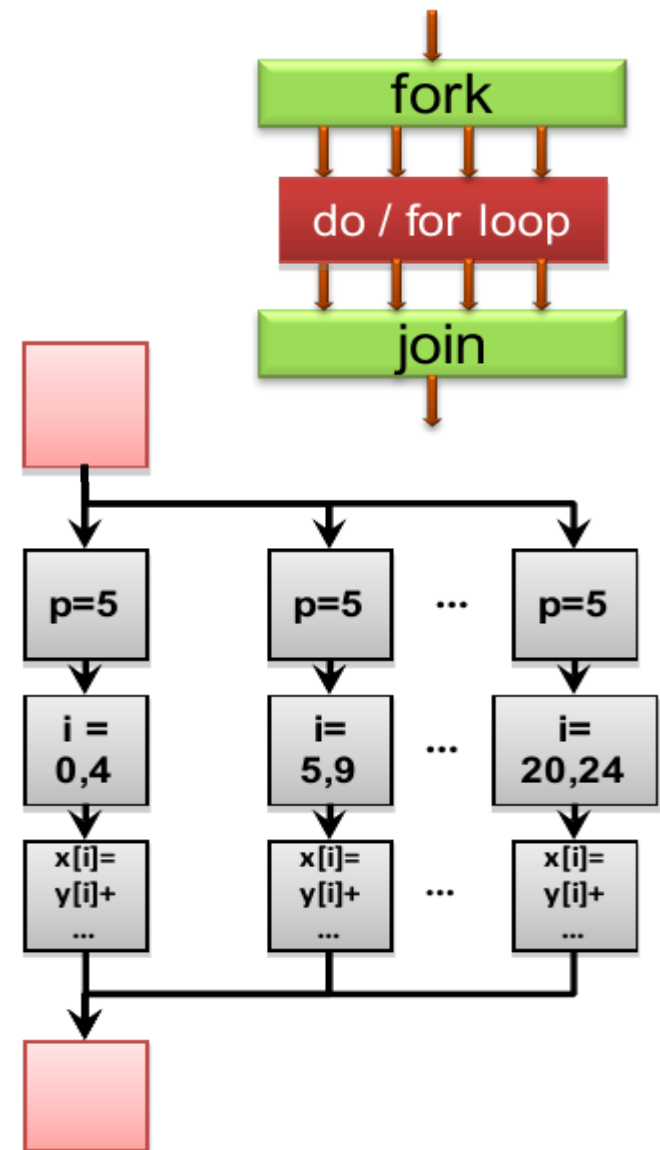 fork
do / for loop
join
p=5 p=5 ... p=5
i = i= i=
0,4 5,9 ... 20,24
x[i]= x[i]= x[i]=
y[i]+ y[i]+ ... y[i]+
... ... ...